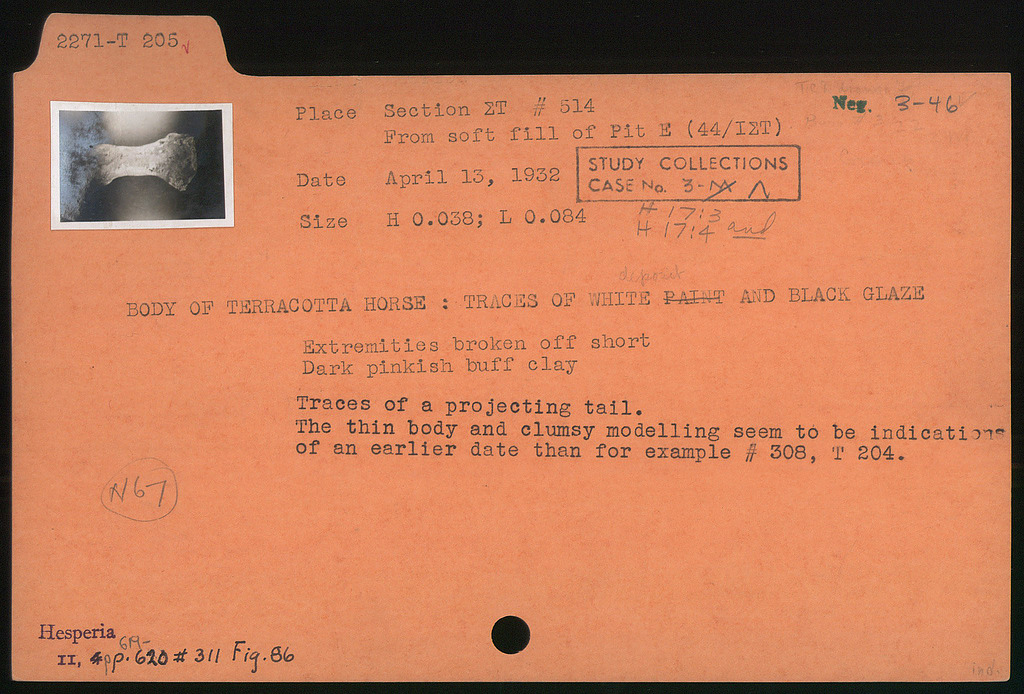 2271-T 205
Place Section ΣT # 514
Neg. 3-46
From soft fill of Pit E (44/IΣT)
Date April 13, 1932
STUDY COLLECTIONS
CASE No. 3- Λ
Size H 0.038; L 0.084
H 17:3
H 17:4 and
deposit
BODY OF TERRACOTTA HORSE : TRACES OF WHITE PAINT AND BLACK GLAZE
Extremities broken off short
Dark pinkish buff clay
Traces of a projecting tail.
The thin body and clumsy modelling seem to be indications
of an earlier date than for example # 308, T 204.
N67
Hesperia
619-
II, pp. 620 # 311 Fig. 86